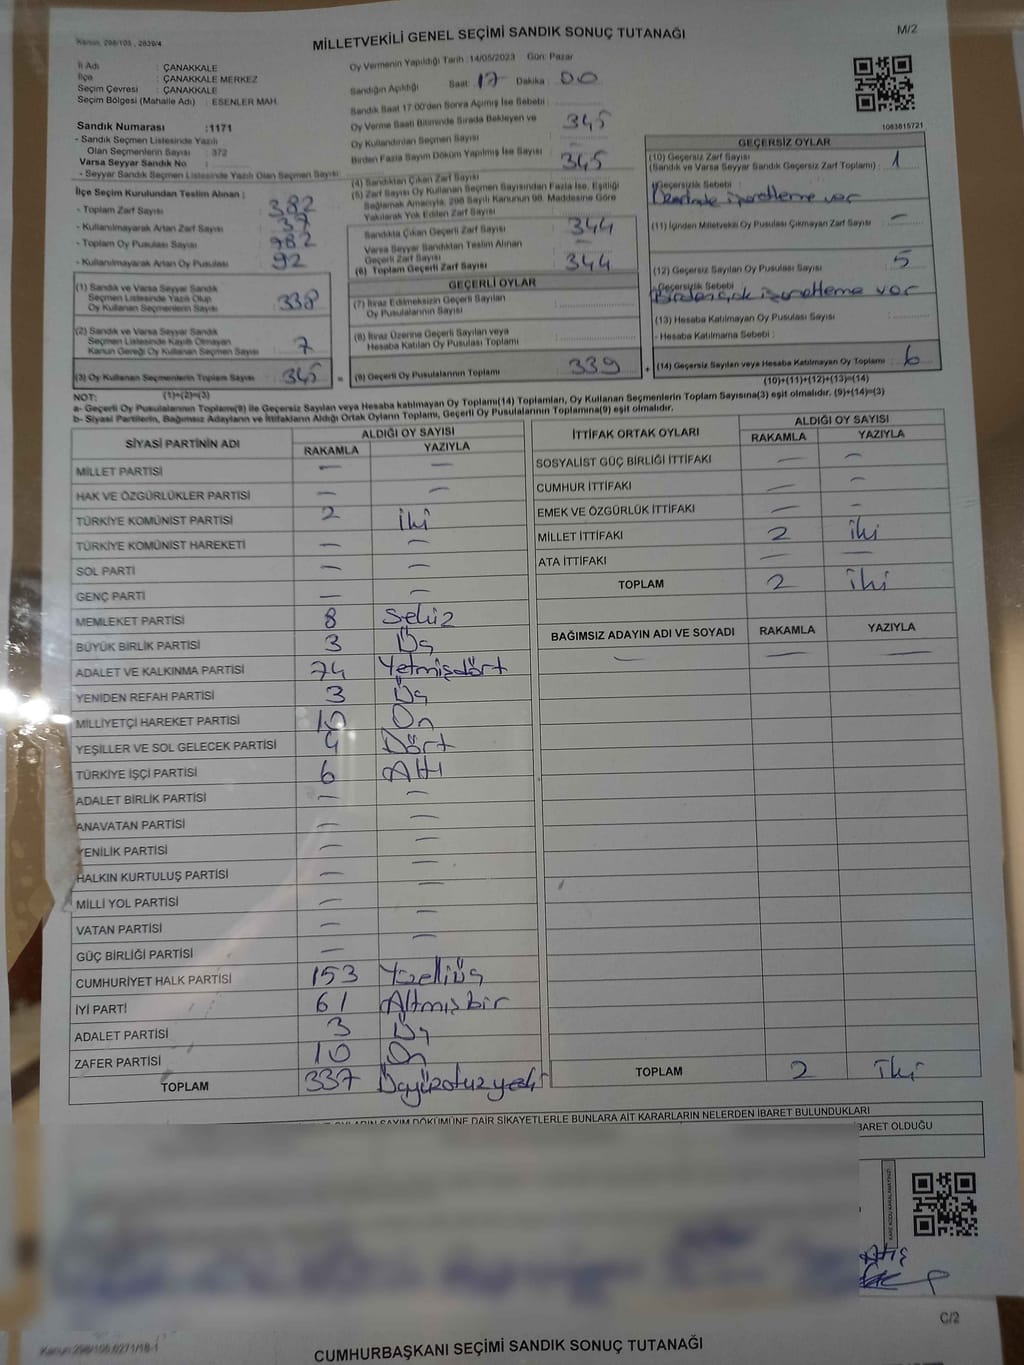 Kanun, 298/105 , 2839/4
MİLLETVEKİLİ GENEL SEÇİMİ SANDIK SONUÇ TUTANAĞI
M/2
İl Adı : ÇANAKKALE
İlçe : ÇANAKKALE MERKEZ
Seçim Çevresi : ÇANAKKALE
Seçim Bölgesi (Mahalle Adı) : ESENLER MAH.
Sandık Numarası :1171
- Sandık Seçmen Listesinde Yazılı
Olan Seçmenlerin Sayısı : 372
Varsa Seyyar Sandık No :
- Seyyar Sandık Seçmen Listesinde Yazılı Olan Seçmen Sayısı
İlçe Seçim Kurulundan Teslim Alınan :
- Toplam Zarf Sayısı : 382
- Kullanılmayarak Artan Zarf Sayısı : 37
- Toplam Oy Pusulası Sayısı
- Kullanılmayarak Artan Oy Pusulası
(1) Sandık ve Varsa Seyyar Sandık
Seçmen Listesinde Yazılı Olup
Oy Kullanan Seçmenlerin Sayısı : 338
(2) Sandık ve Varsa Seyyar Sandık
Seçmen Listesinde Kayıtlı Olmayan
Kanun Gereği Oy Kullanan Seçmen Sayısı : 7
(3) Oy Kullanan Seçmenlerin Toplam Sayısı : 345
(1)+(2)=(3)
Oy Vermenin Yapıldığı Tarih :14/05/2023 Gün: Pazar
Sandığın Açıldığı Saat: 17 Dakika : 00
Sandık Saat 17:00'den Sonra Açılmış İse Sebebi :
Oy Verme Saati Bitiminde Sırada Bekleyen ve
Oy Kullandırılan Seçmen Sayısı : 345
Birden Fazla Sayım Döküm Yapılmış İse Sayısı
(4) Sandıktan Çıkan Zarf Sayısı : 345
(5) Zarf Sayısı Oy Kullanan Seçmen Sayısından Fazla İse, Eşitliği
Sağlamak Amacıyla, 298 Sayılı Kanunun 98. Maddesine Göre
Yakılarak Yok Edilen Zarf Sayısı
Sandıkta Çıkan Geçerli Zarf Sayısı : 344
Varsa Seyyar Sandıktan Teslim Alınan
Geçerli Zarf Sayısı : —
(6) Toplam Geçerli Zarf Sayısı : 344
GEÇERLİ OYLAR
(7) İtiraz Edilmeksizin Geçerli Sayılan
Oy Pusulalarının Sayısı :
(8) İtiraz Üzerine Geçerli Sayılan veya
Hesaba Katılan Oy Pusulası Toplamı :
= (9) Geçerli Oy Pusulalarının Toplamı : 339
1083815721
GEÇERSİZ OYLAR
(10) Geçersiz Zarf Sayısı
(Sandık ve Varsa Seyyar Sandık Geçersiz Zarf Toplamı) : 1
Geçersizlik Sebebi :
işaretleme var
(11) İçinden Milletvekili Oy Pusulası Çıkmayan Zarf Sayısı : —
(12) Geçersiz Sayılan Oy Pusulası Sayısı : 5
Geçersizlik Sebebi :
Birden çok işaretleme var
(13) Hesaba Katılmayan Oy Pusulası Sayısı :
- Hesaba Katılmama Sebebi :
+ (14) Geçersiz Sayılan veya Hesaba Katılmayan Oy Toplamı : 6
(10)+(11)+(12)+(13)=(14)
NOT:
a- Geçerli Oy Pusulalarının Toplamı(9) ile Geçersiz Sayılan veya Hesaba katılmayan Oy Toplamı(14) Toplamları, Oy Kullanan Seçmenlerin Toplam Sayısına(3) eşit olmalıdır. (9)+(14)=(3)
b- Siyasi Partilerin, Bağımsız Adayların ve İttifakların Aldığı Ortak Oyların Toplamı, Geçerli Oy Pusulalarının Toplamına(9) eşit olmalıdır.
SİYASİ PARTİNİN ADI ALDIĞI OY SAYISI
RAKAMLA YAZIYLA
MİLLET PARTİSİ — —
HAK VE ÖZGÜRLÜKLER PARTİSİ — —
TÜRKİYE KOMÜNİST PARTİSİ 2 iki
TÜRKİYE KOMÜNİST HAREKETİ — —
SOL PARTİ — —
GENÇ PARTİ — —
MEMLEKET PARTİSİ 8 Sekiz
BÜYÜK BİRLİK PARTİSİ 3 Üç
ADALET VE KALKINMA PARTİSİ 74 Yetmişdört
YENİDEN REFAH PARTİSİ 3 Üç
MİLLİYETÇİ HAREKET PARTİSİ 10 On
YEŞİLLER VE SOL GELECEK PARTİSİ 4 Dört
TÜRKİYE İŞÇİ PARTİSİ 6 Altı
ADALET BİRLİK PARTİSİ — —
ANAVATAN PARTİSİ — —
YENİLİK PARTİSİ — —
HALKIN KURTULUŞ PARTİSİ — —
MİLLİ YOL PARTİSİ — —
VATAN PARTİSİ — —
GÜÇ BİRLİĞİ PARTİSİ — —
CUMHURİYET HALK PARTİSİ 153 Yüzelliüç
İYİ PARTİ 61 Altmışbir
ADALET PARTİSİ 3 Üç
ZAFER PARTİSİ 10 On
TOPLAM 337 Üçyüzotuzyedi
İTTİFAK ORTAK OYLARI ALDIĞI OY SAYISI
RAKAMLA YAZIYLA
SOSYALİST GÜÇ BİRLİĞİ İTTİFAKI — —
CUMHUR İTTİFAKI — —
EMEK VE ÖZGÜRLÜK İTTİFAKI — —
MİLLET İTTİFAKI 2 iki
ATA İTTİFAKI — —
TOPLAM 2 iki
BAĞIMSIZ ADAYIN ADI VE SOYADI RAKAMLA YAZIYLA
— — —
TOPLAM 2 iki
SAYIM DÖKÜMÜNE DAİR ŞİKAYETLERLE BUNLARA AİT KARARLARIN NELERDEN İBARET BULUNDUKLARI
İBARET OLDUĞU
KARE KODU KARALAMAYINIZ!
C/2
Kanun 298/105,6271/18-1
CUMHURBAŞKANI SEÇİMİ SANDIK SONUÇ TUTANAĞI